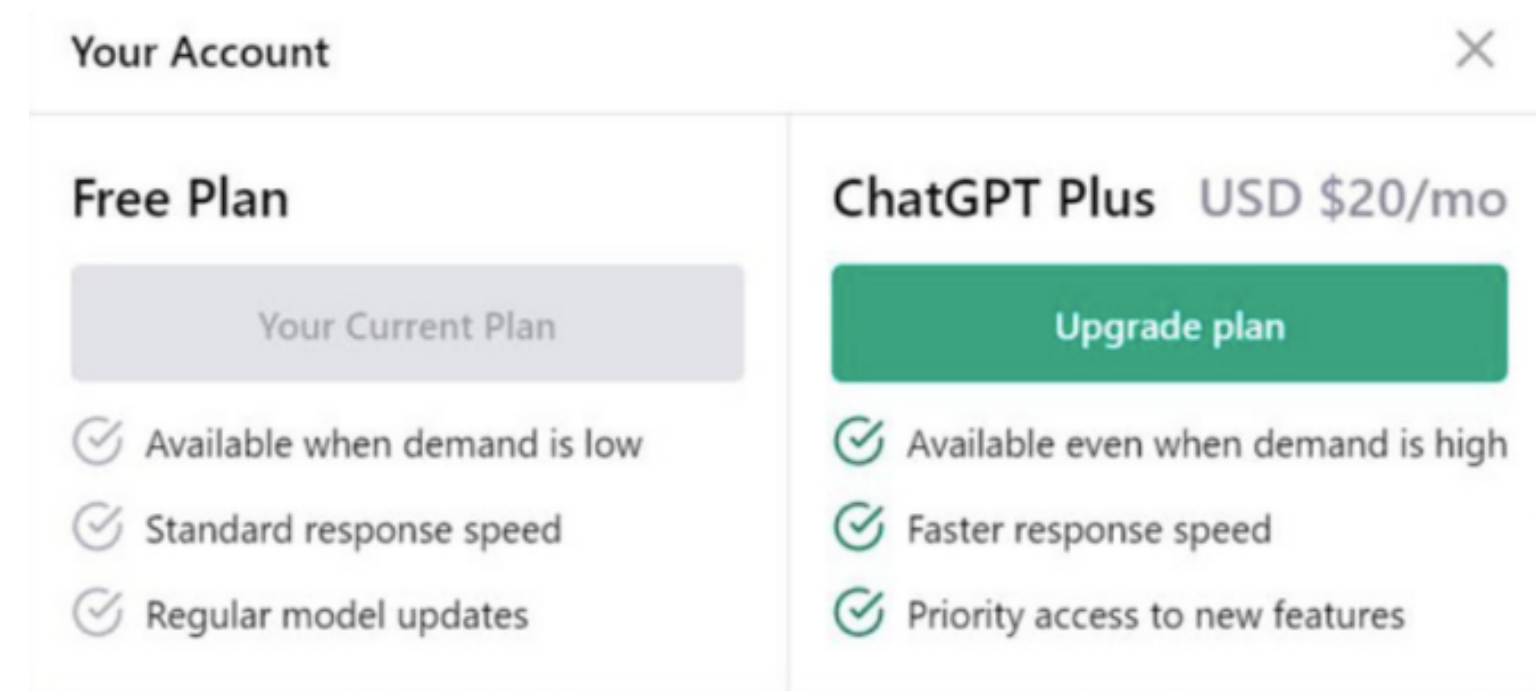 Your Account
Free Plan
Your Current Plan
Available when demand is low
Standard response speed
Regular model updates
ChatGPT Plus USD $20/mo
Upgrade plan
Available even when demand is high
Faster response speed
Priority access to new features